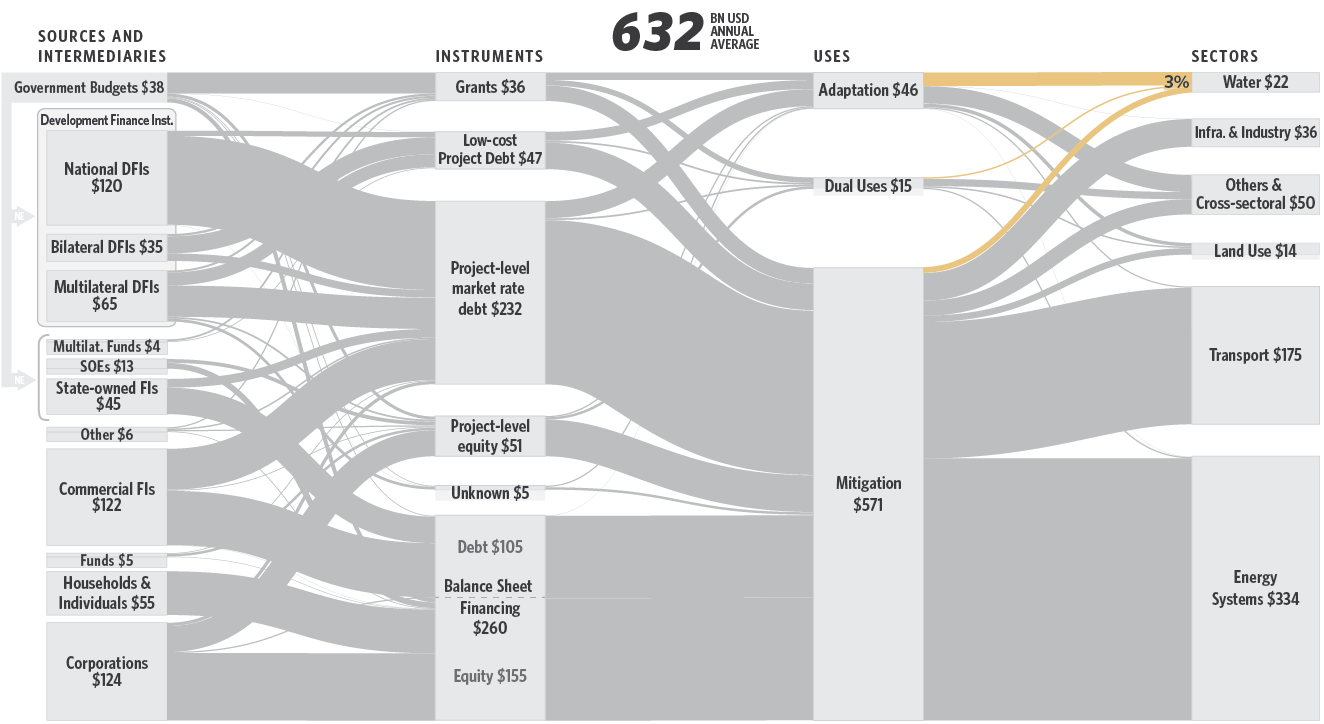 632 BN USD
ANNUAL
AVERAGE
SOURCES AND
INTERMEDIARIES
INSTRUMENTS
USES
SECTORS
Government Budgets $38
Development Finance Inst.
National DFIs
$120
NE
Bilateral DFIs $35
Multilateral DFIs
$65
Multilat. Funds $4
SOEs $13
NE
State-owned FIs
$45
Other $6
Commercial FIs
$122
Funds $5
Households &
Individuals $55
Corporations
$124
Grants $36
Low-cost
Project Debt $47
Project-level
market rate
debt $232
Project-level
equity $51
Unknown $5
Debt $105
Balance Sheet
Financing
$260
Equity $155
Adaptation $46
Dual Uses $15
Mitigation
$571
3%
Water $22
Infra. & Industry $36
Others &
Cross-sectoral $50
Land Use $14
Transport $175
Energy
Systems $334